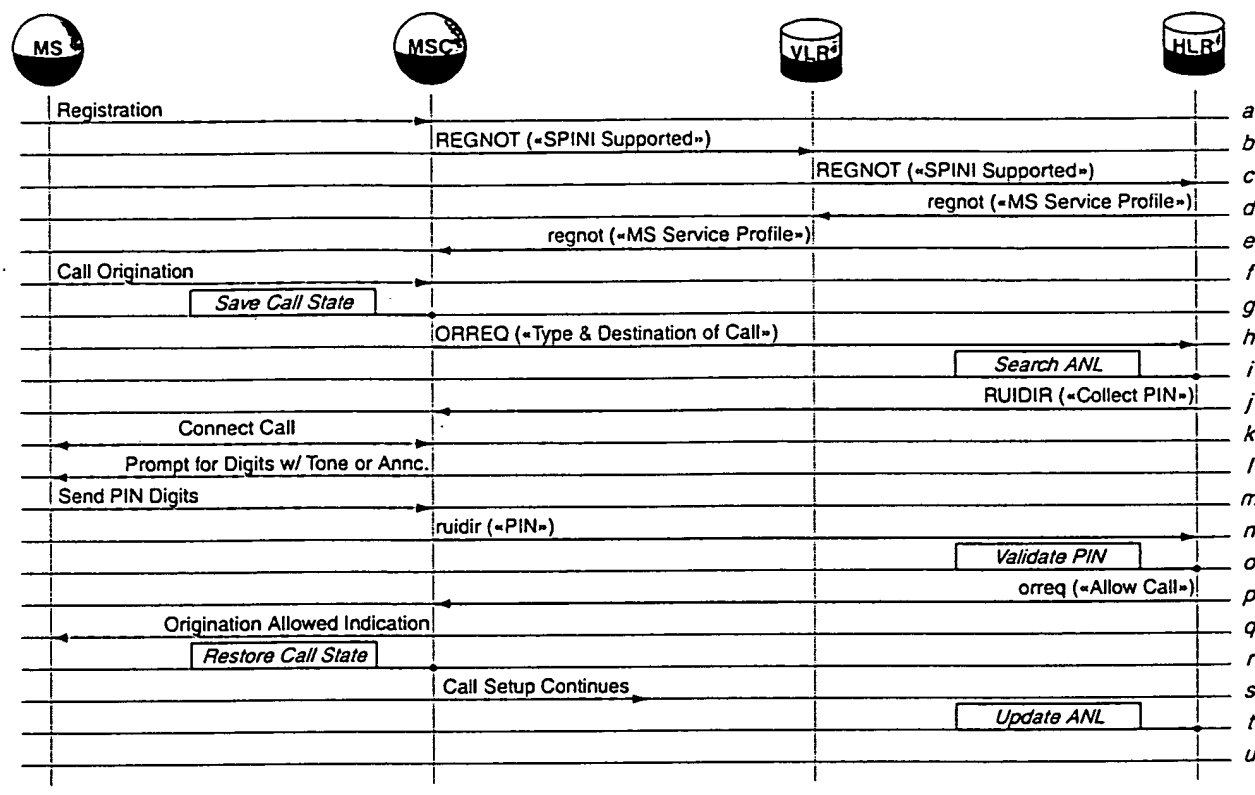 MS MSC VLR HLR
Registration a
REGNOT («SPINI Supported») b
REGNOT («SPINI Supported») c
regnot («MS Service Profile») d
regnot («MS Service Profile») e
Call Origination f
Save Call State g
ORREQ («Type & Destination of Call») h
Search ANL i
RUIDIR («Collect PIN») j
Connect Call k
Prompt for Digits w/ Tone or Annc. l
Send PIN Digits m
ruidir («PIN») n
Validate PIN o
orreq («Allow Call») p
Origination Allowed Indication q
Restore Call State r
Call Setup Continues s
Update ANL t
u